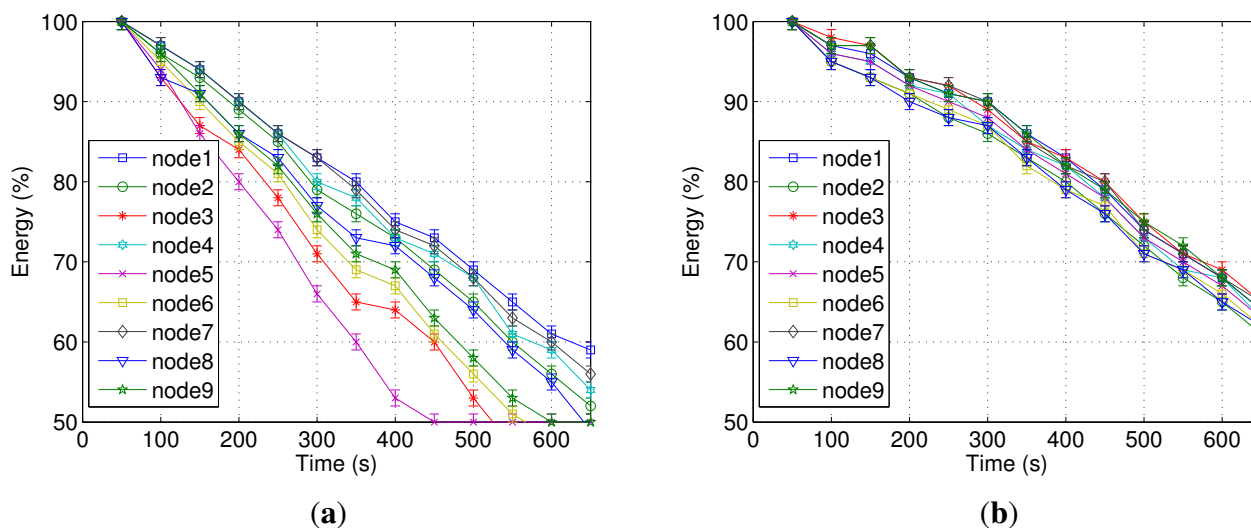 100
90
80
70
60
50
0
100
200
300
400
500
600
Energy (%)
Time (s)
node1
node2
node3
node4
node5
node6
node7
node8
node9
(a)
100
90
80
70
60
50
0
100
200
300
400
500
600
Energy (%)
Time (s)
node1
node2
node3
node4
node5
node6
node7
node8
node9
(b)